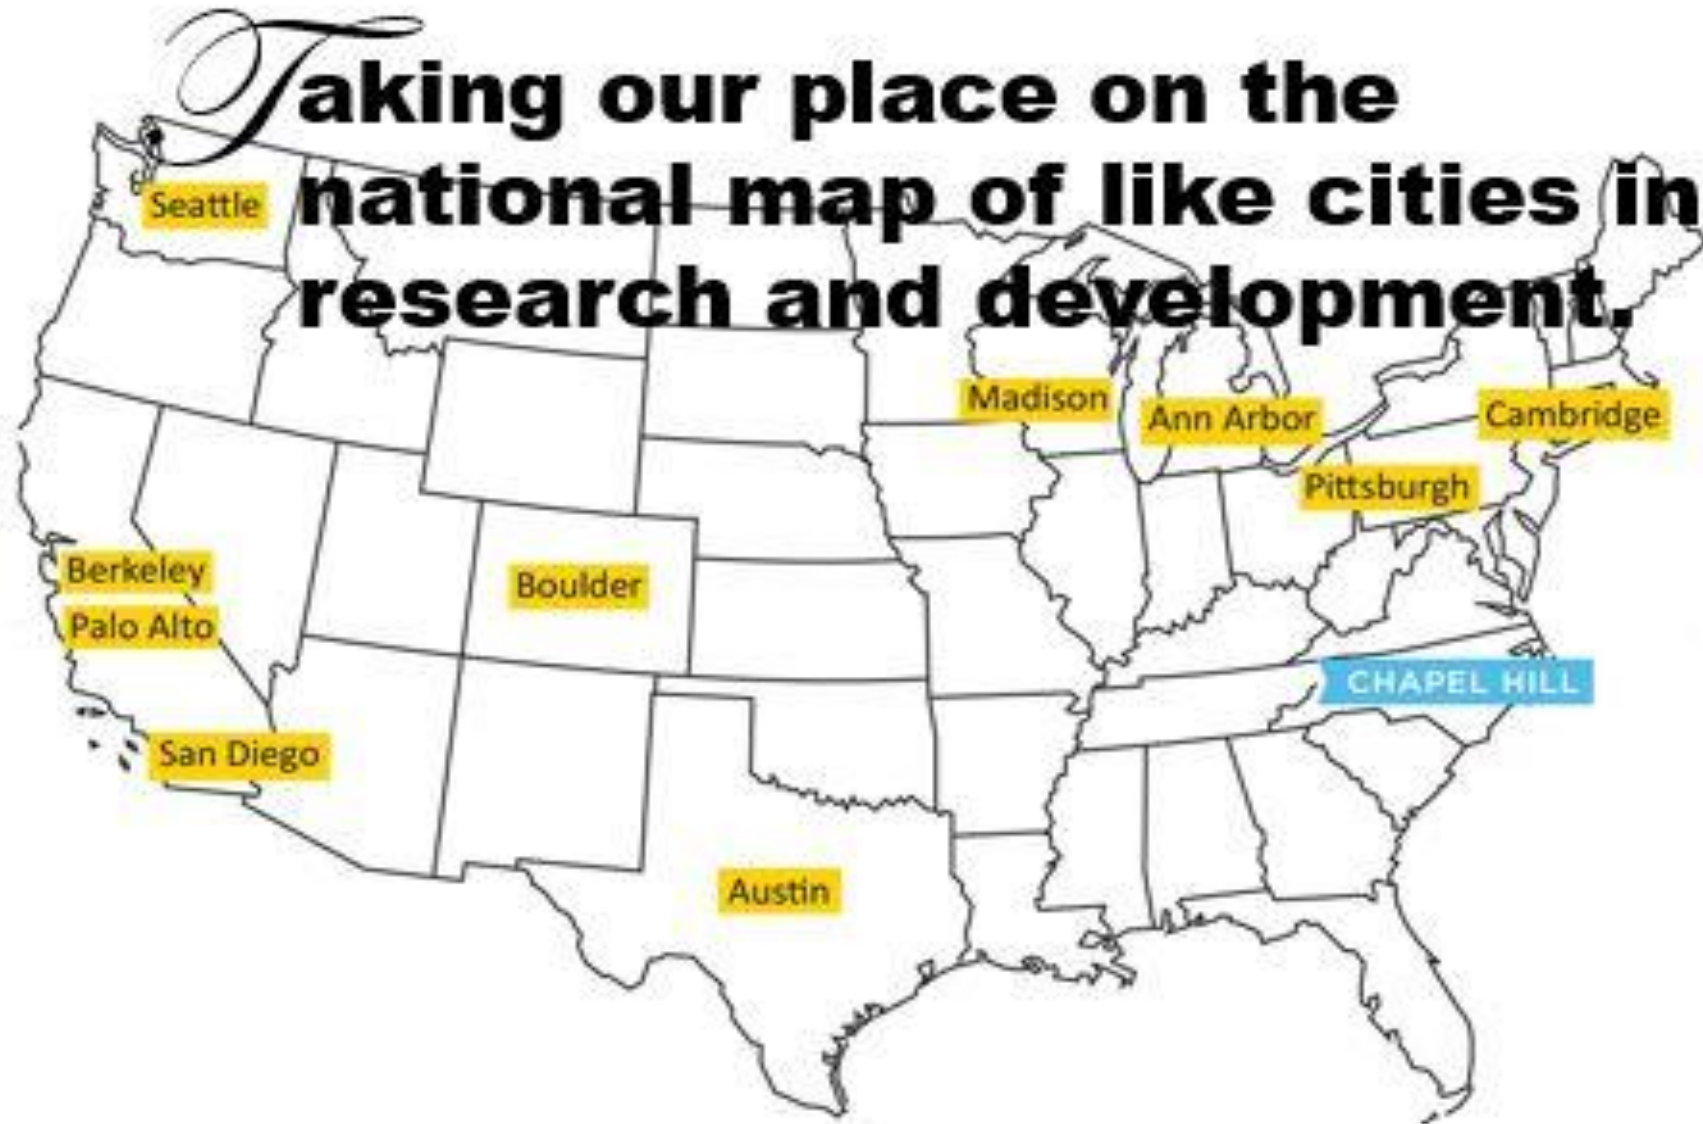 Taking our place on the
national map of like cities in
research and development.
Seattle
Madison
Ann Arbor
Cambridge
Pittsburgh
Berkeley
Boulder
Palo Alto
CHAPEL HILL
San Diego
Austin